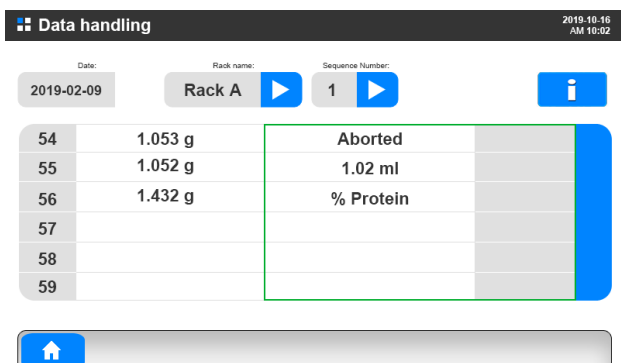 Data handling
2019-10-16
AM 10:02
Date:
Rack name:
Sequence Number:
2019-02-09
Rack A
1
i
54 1.053 g Aborted
55 1.052 g 1.02 ml
56 1.432 g % Protein
57
58
59